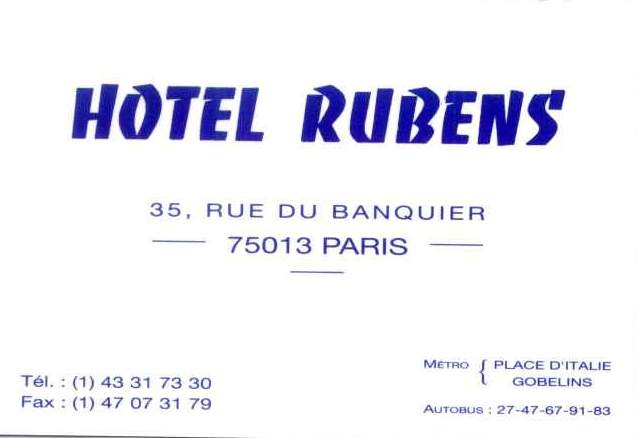 HOTEL RUBENS
35, RUE DU BANQUIER
75013 PARIS
Tél. : (1) 43 31 73 30
Fax : (1) 47 07 31 79
MÉTRO { PLACE D'ITALIE
GOBELINS
AUTOBUS : 27-47-67-91-83